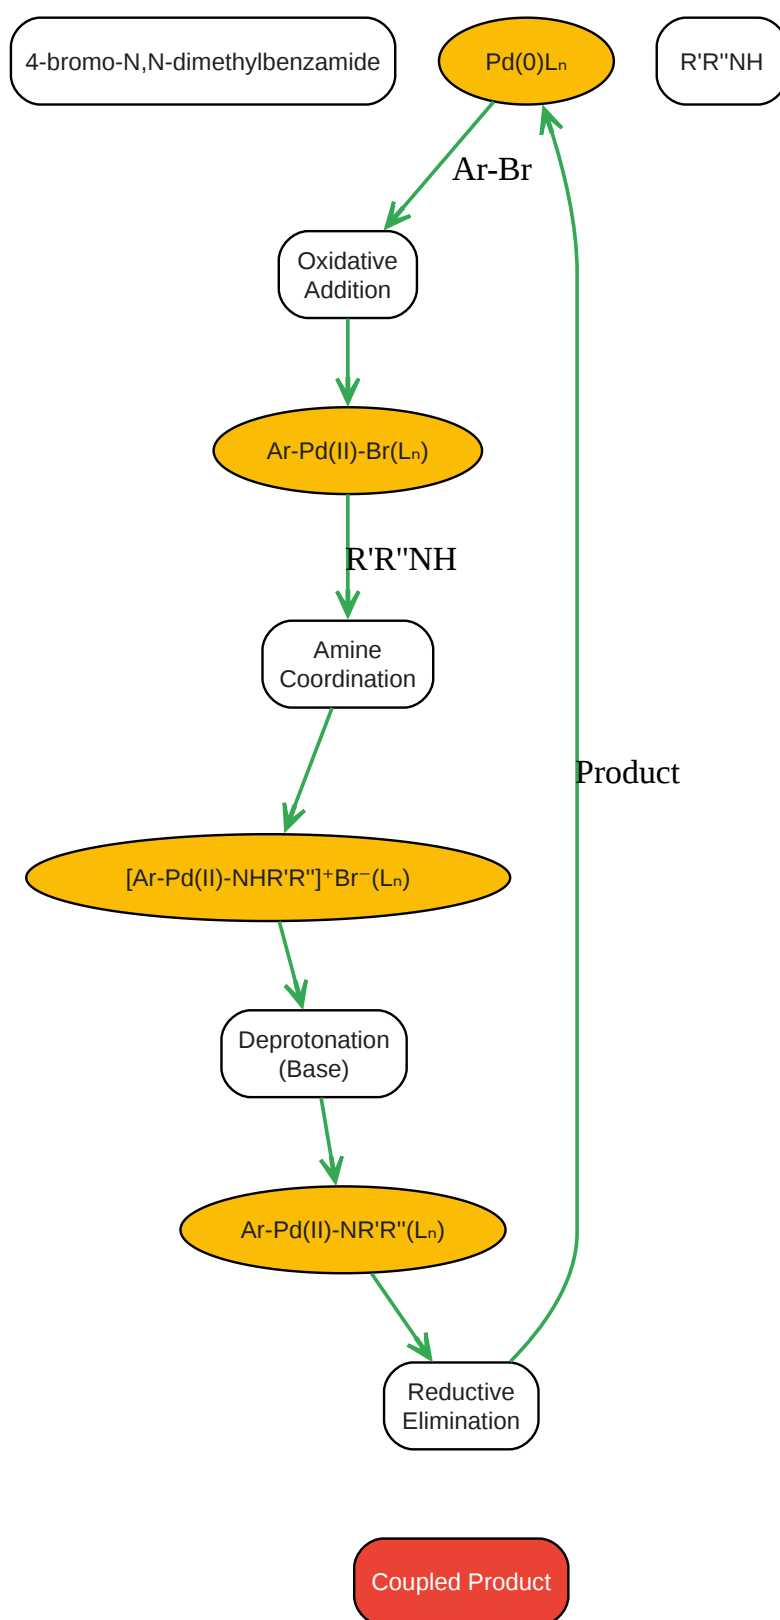 4-bromo-N,N-dimethylbenzamide
Pd(0)Lₙ
R'R"NH
Ar-Br
Oxidative
Addition
Ar-Pd(II)-Br(Lₙ)
R'R"NH
Amine
Coordination
[Ar-Pd(II)-NHR'R"]⁺Br⁻(Lₙ)
Product
Deprotonation
(Base)
Ar-Pd(II)-NR'R"(Lₙ)
Reductive
Elimination
Coupled Product